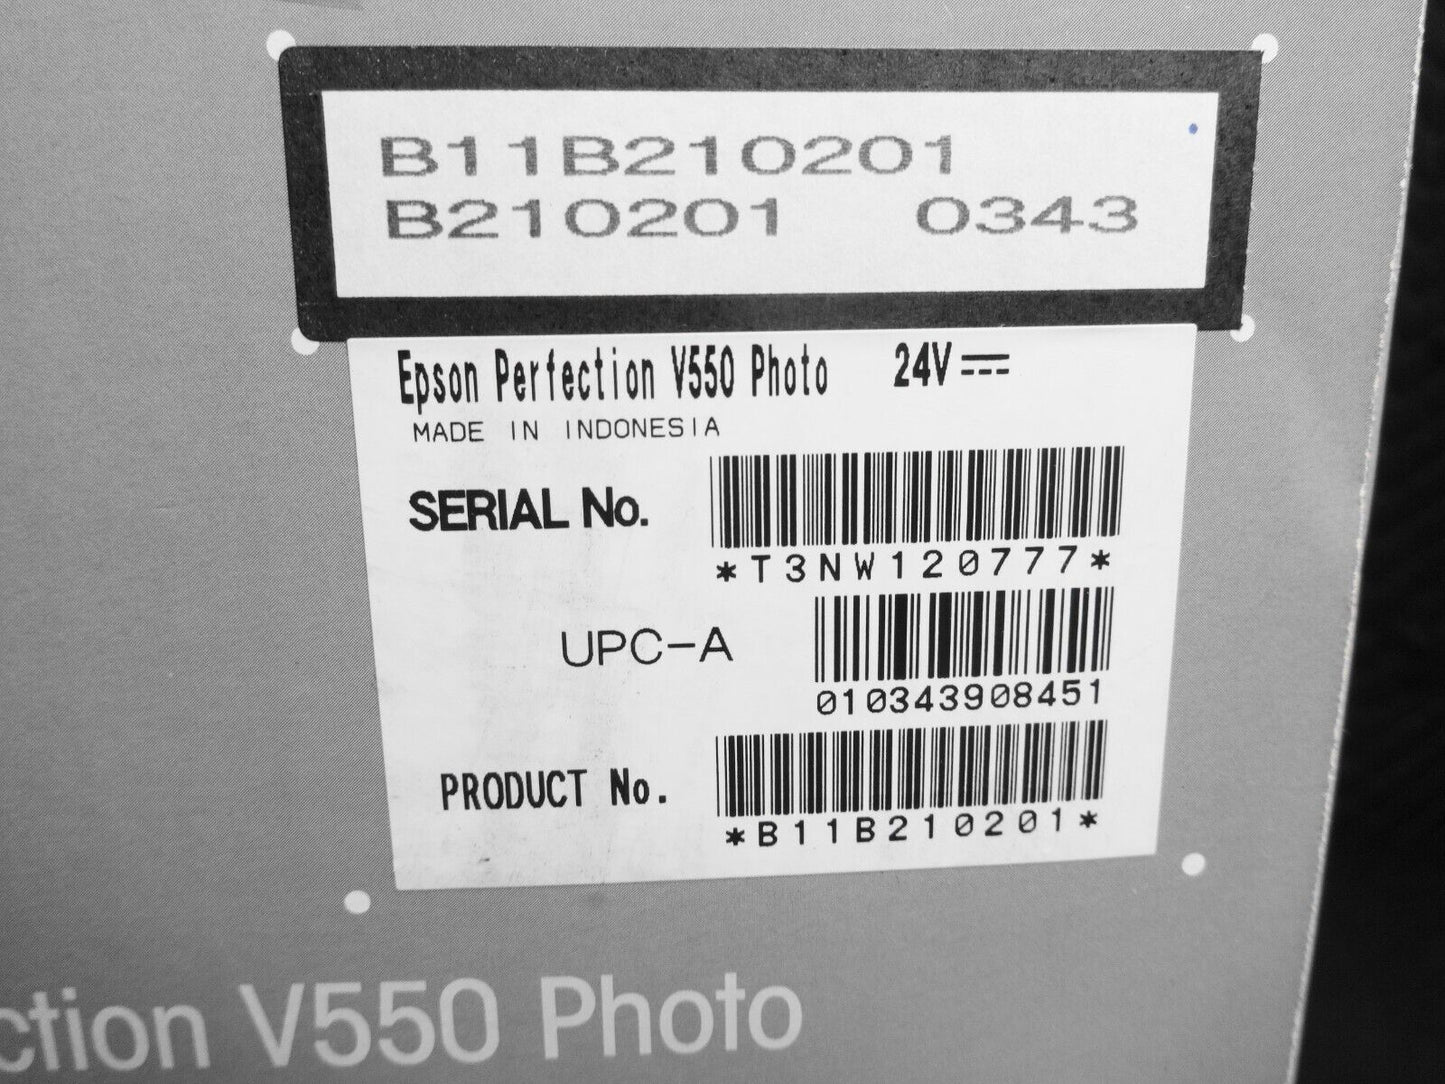 B11B210201
B210201 0343
Epson Perfection V550 Photo 24V
MADE IN INDONESIA
SERIAL No.
*T3NW120777*
UPC-A
010343908451
PRODUCT No.
*B11B210201*
ction V550 Photo